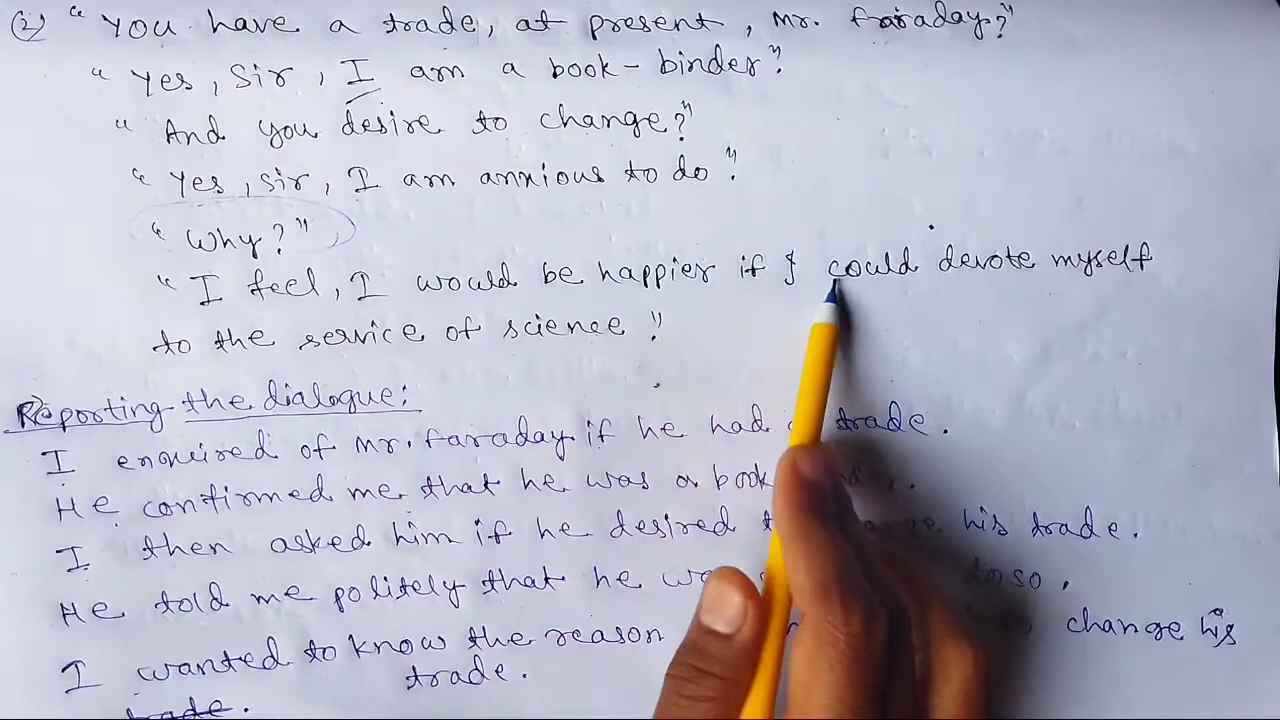 (2) "You have a trade, at present, Mr. faraday?"
"Yes, Sir, I am a book-binder"
"And you desire to change?"
"Yes, Sir, I am anxious to do"
"Why?"
"I feel, I would be happier if I could devote myself
to the service of science"
Reporting the dialogue:
I enquired of Mr. faraday if he had trade.
He confirmed me that he was a book
I then asked him if he desired his trade.
He told me politely that he so.
I wanted to know the reason change his
trade.
trade.